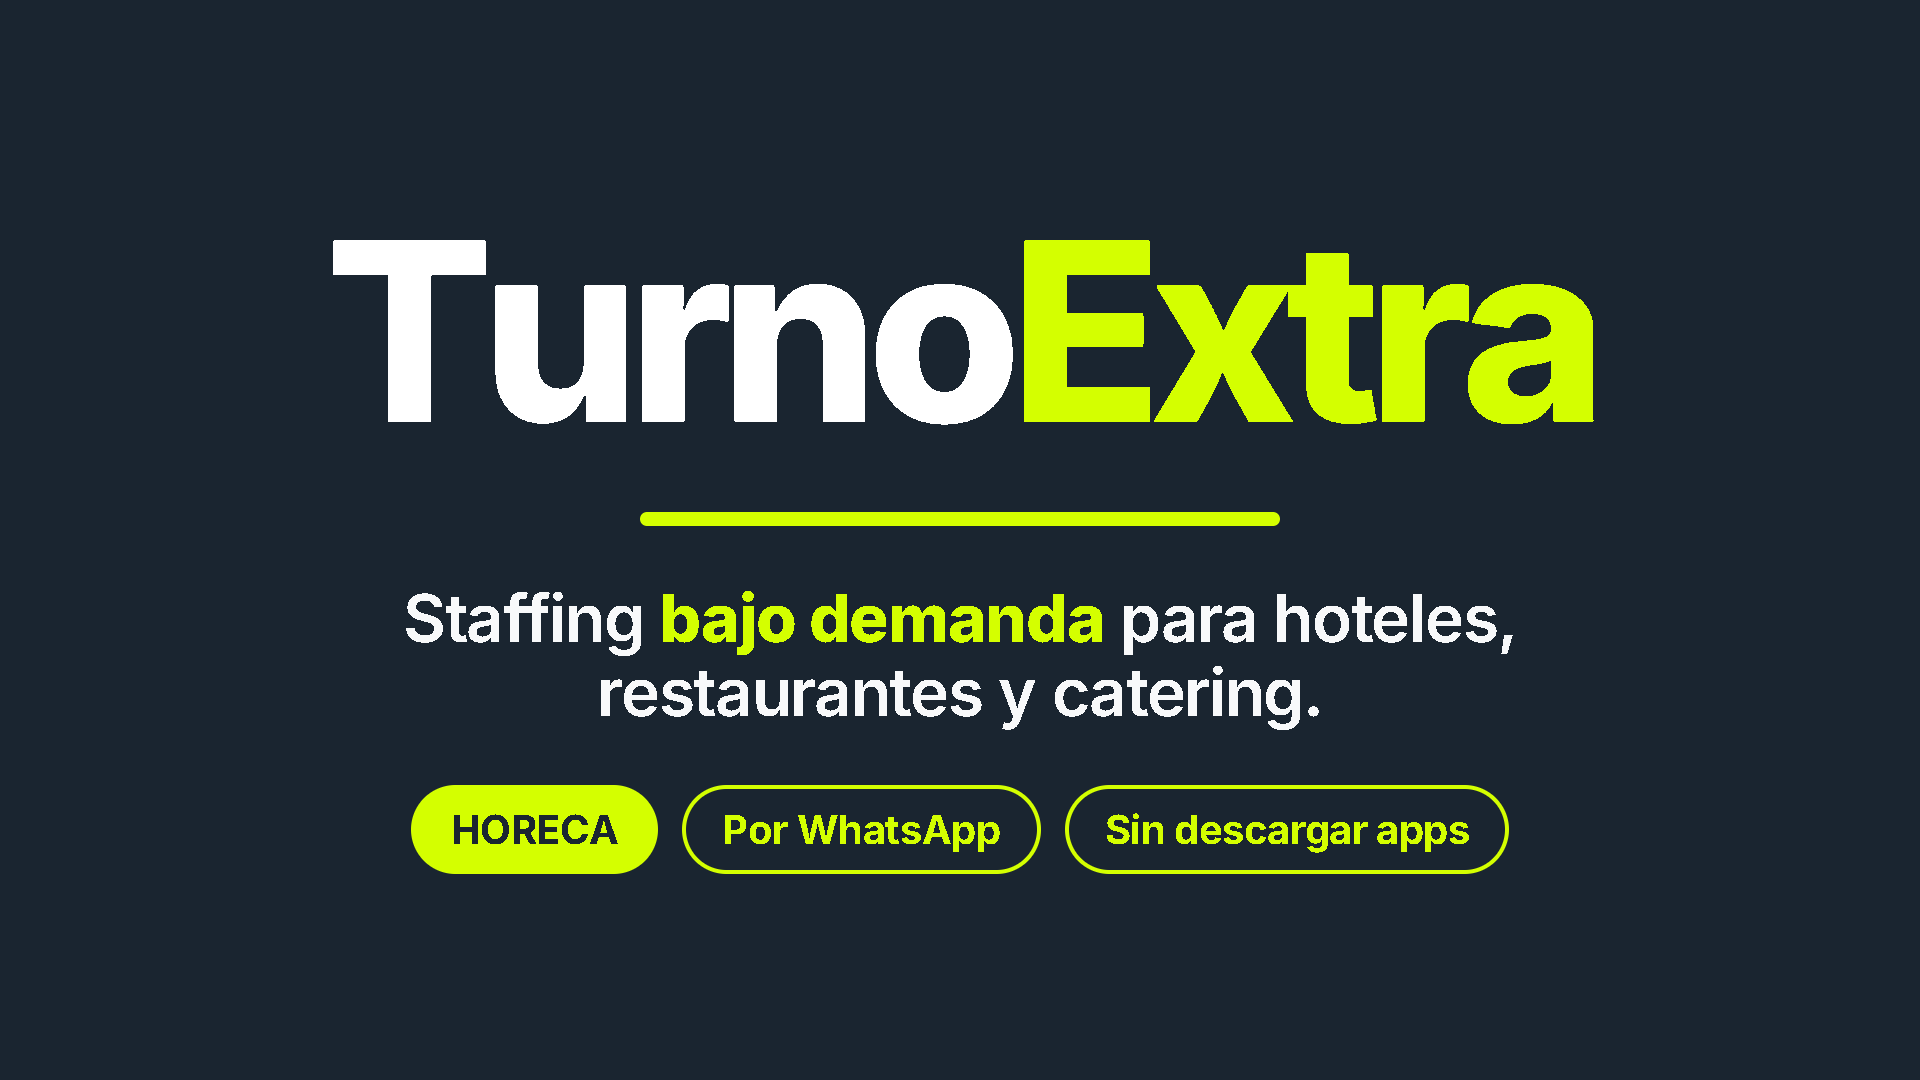 TurnoExtra
Staffing bajo demanda para hoteles,
restaurantes y catering.
HORECA
Por WhatsApp
Sin descargar apps